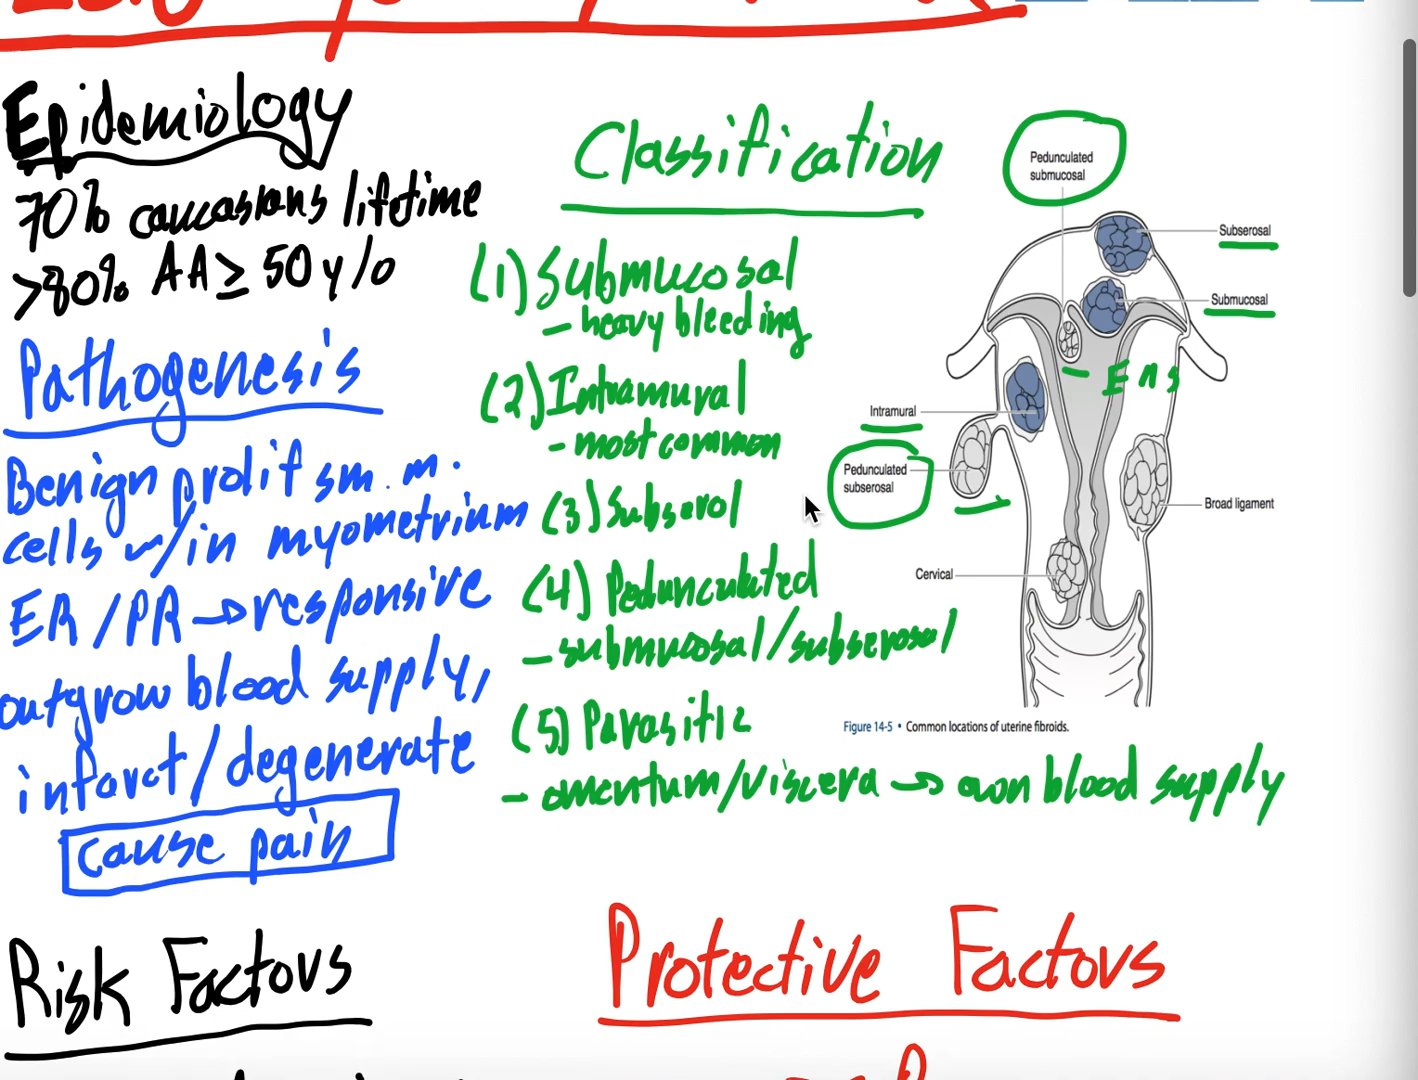 Epidemiology
70% caucasians lifetime
>80% AA ≥ 50 y/o
Pathogenesis
Benign prolif sm. m.
cells w/in myometrium
ER/PR → responsive
outgrow blood supply,
infarct/degenerate
cause pain
Classification
(1) Submucosal
- heavy bleeding
(2) Intramural
- most common
(3) Subserol
(4) Pedunculated
- submucosal/subserosal
(5) Parasitic
- omentum/viscera → own blood supply
Pedunculated
submucosal
Subserosal
Submucosal
- EMS
Intramural
Pedunculated
subserosal
Broad ligament
Cervical
Figure 14-5 • Common locations of uterine fibroids.
Risk Factors
Protective Factors